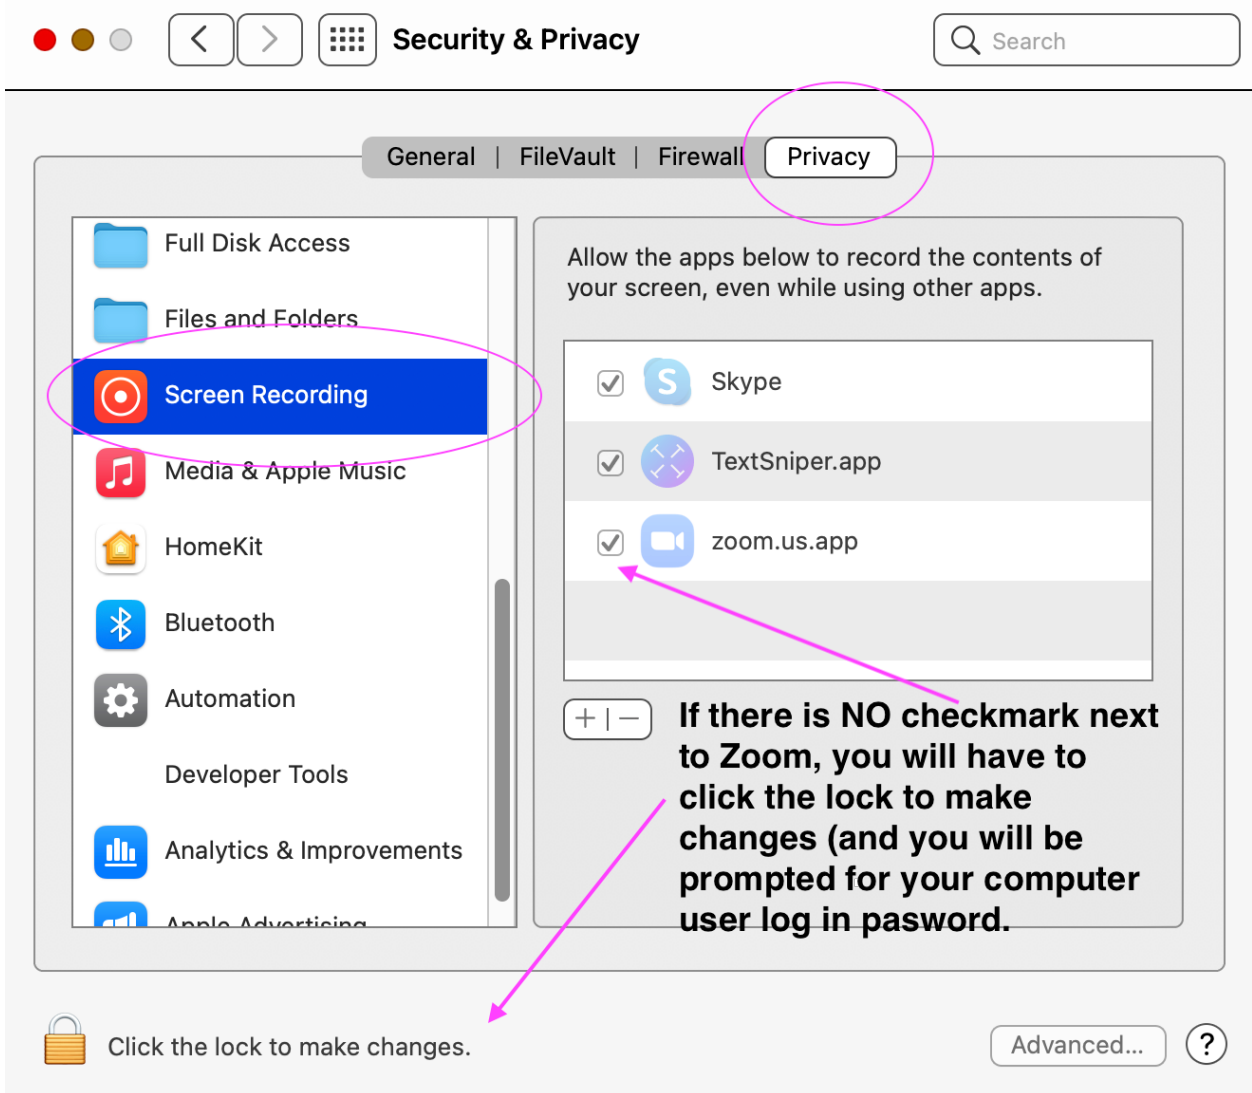 Security & Privacy
Search
General | FileVault | Firewall
Privacy
Full Disk Access
Files and Folders
Screen Recording
Media & Apple Music
HomeKit
Bluetooth
Automation
Developer Tools
Analytics & Improvements
Apple Advertising
Allow the apps below to record the contents of
your screen, even while using other apps.
Skype
TextSniper.app
zoom.us.app
+ | −
If there is NO checkmark next
to Zoom, you will have to
click the lock to make
changes (and you will be
prompted for your computer
user log in pasword.
Click the lock to make changes.
Advanced...
?